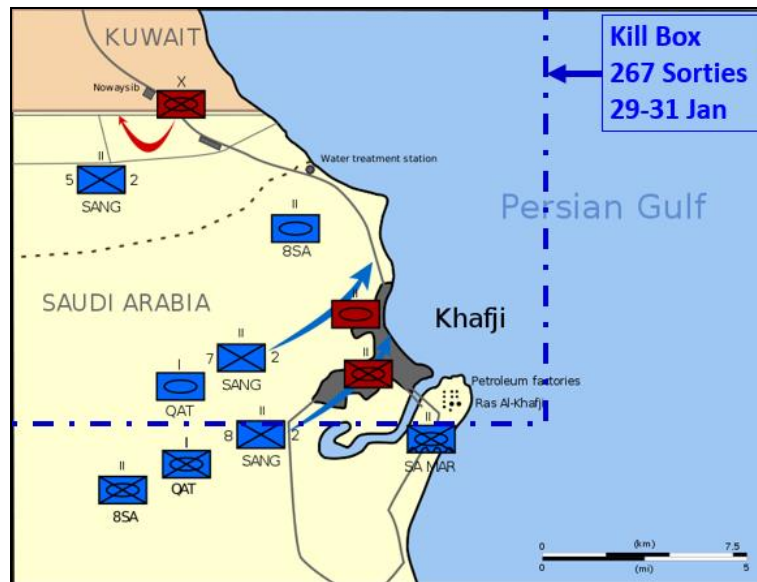 KUWAIT
Kill Box
267 Sorties
29-31 Jan
Nowaysib
X
Water treatment station
II
5 2
SANG
II
8SA
Persian Gulf
SAUDI ARABIA
II
Khafji
II
7 2
SANG
II
I
QAT
Petroleum factories
Ras Al-Khafji
II
8 2
SANG
II
SA MAR
I
QAT
II
8SA
(km)
0 7.5
0 5
(mi)